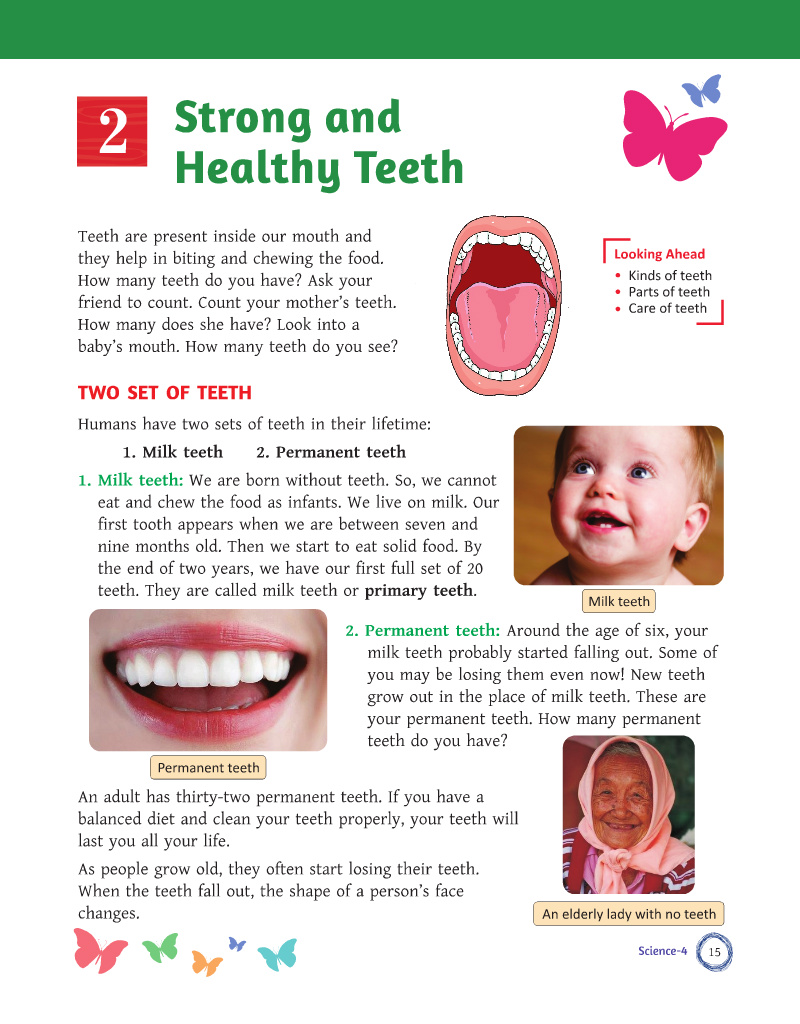 2
Strong and
Healthy Teeth
Teeth are present inside our mouth and
they help in biting and chewing the food.
How many teeth do you have? Ask your
friend to count. Count your mother's teeth.
How many does she have? Look into a
baby's mouth. How many teeth do you see?
Looking Ahead
• Kinds of teeth
• Parts of teeth
• Care of teeth
TWO SET OF TEETH
Humans have two sets of teeth in their lifetime:
1. Milk teeth 2. Permanent teeth
1. Milk teeth: We are born without teeth. So, we cannot
eat and chew the food as infants. We live on milk. Our
first tooth appears when we are between seven and
nine months old. Then we start to eat solid food. By
the end of two years, we have our first full set of 20
teeth. They are called milk teeth or primary teeth.
Milk teeth
2. Permanent teeth: Around the age of six, your
milk teeth probably started falling out. Some of
you may be losing them even now! New teeth
grow out in the place of milk teeth. These are
your permanent teeth. How many permanent
teeth do you have?
Permanent teeth
An adult has thirty-two permanent teeth. If you have a
balanced diet and clean your teeth properly, your teeth will
last you all your life.
As people grow old, they often start losing their teeth.
When the teeth fall out, the shape of a person's face
changes.
An elderly lady with no teeth
Science-4
15